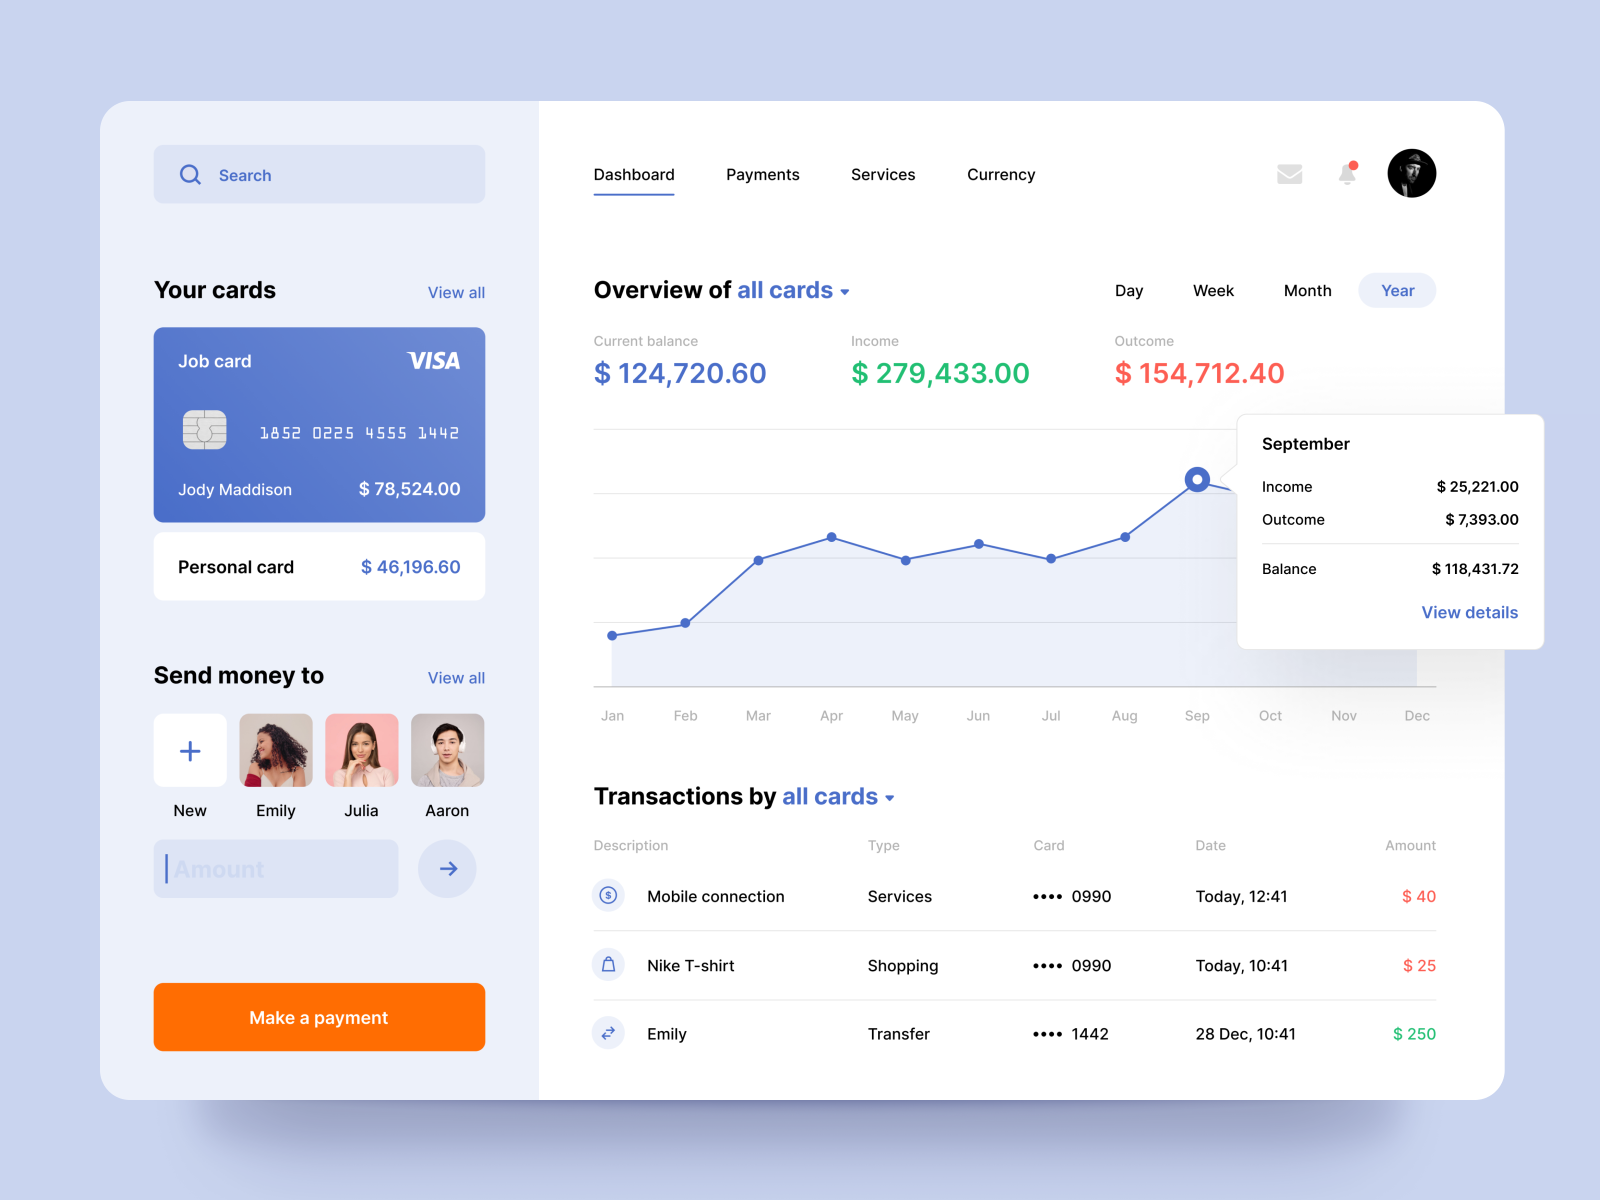 Search
Dashboard Payments Services Currency
Your cards View all
Job card VISA
1852 0225 4555 1442
Jody Maddison $ 78,524.00
Personal card $ 46,196.60
Send money to View all
New Emily Julia Aaron
Amount
Make a payment
Overview of all cards Day Week Month Year
Current balance Income Outcome
$ 124,720.60 $ 279,433.00 $ 154,712.40
September
Income $ 25,221.00
Outcome $ 7,393.00
Balance $ 118,431.72
View details
Jan Feb Mar Apr May Jun Jul Aug Sep Oct Nov Dec
Transactions by all cards
Description Type Card Date Amount
$ Mobile connection Services •••• 0990 Today, 12:41 $ 40
Nike T-shirt Shopping •••• 0990 Today, 10:41 $ 25
Emily Transfer •••• 1442 28 Dec, 10:41 $ 250